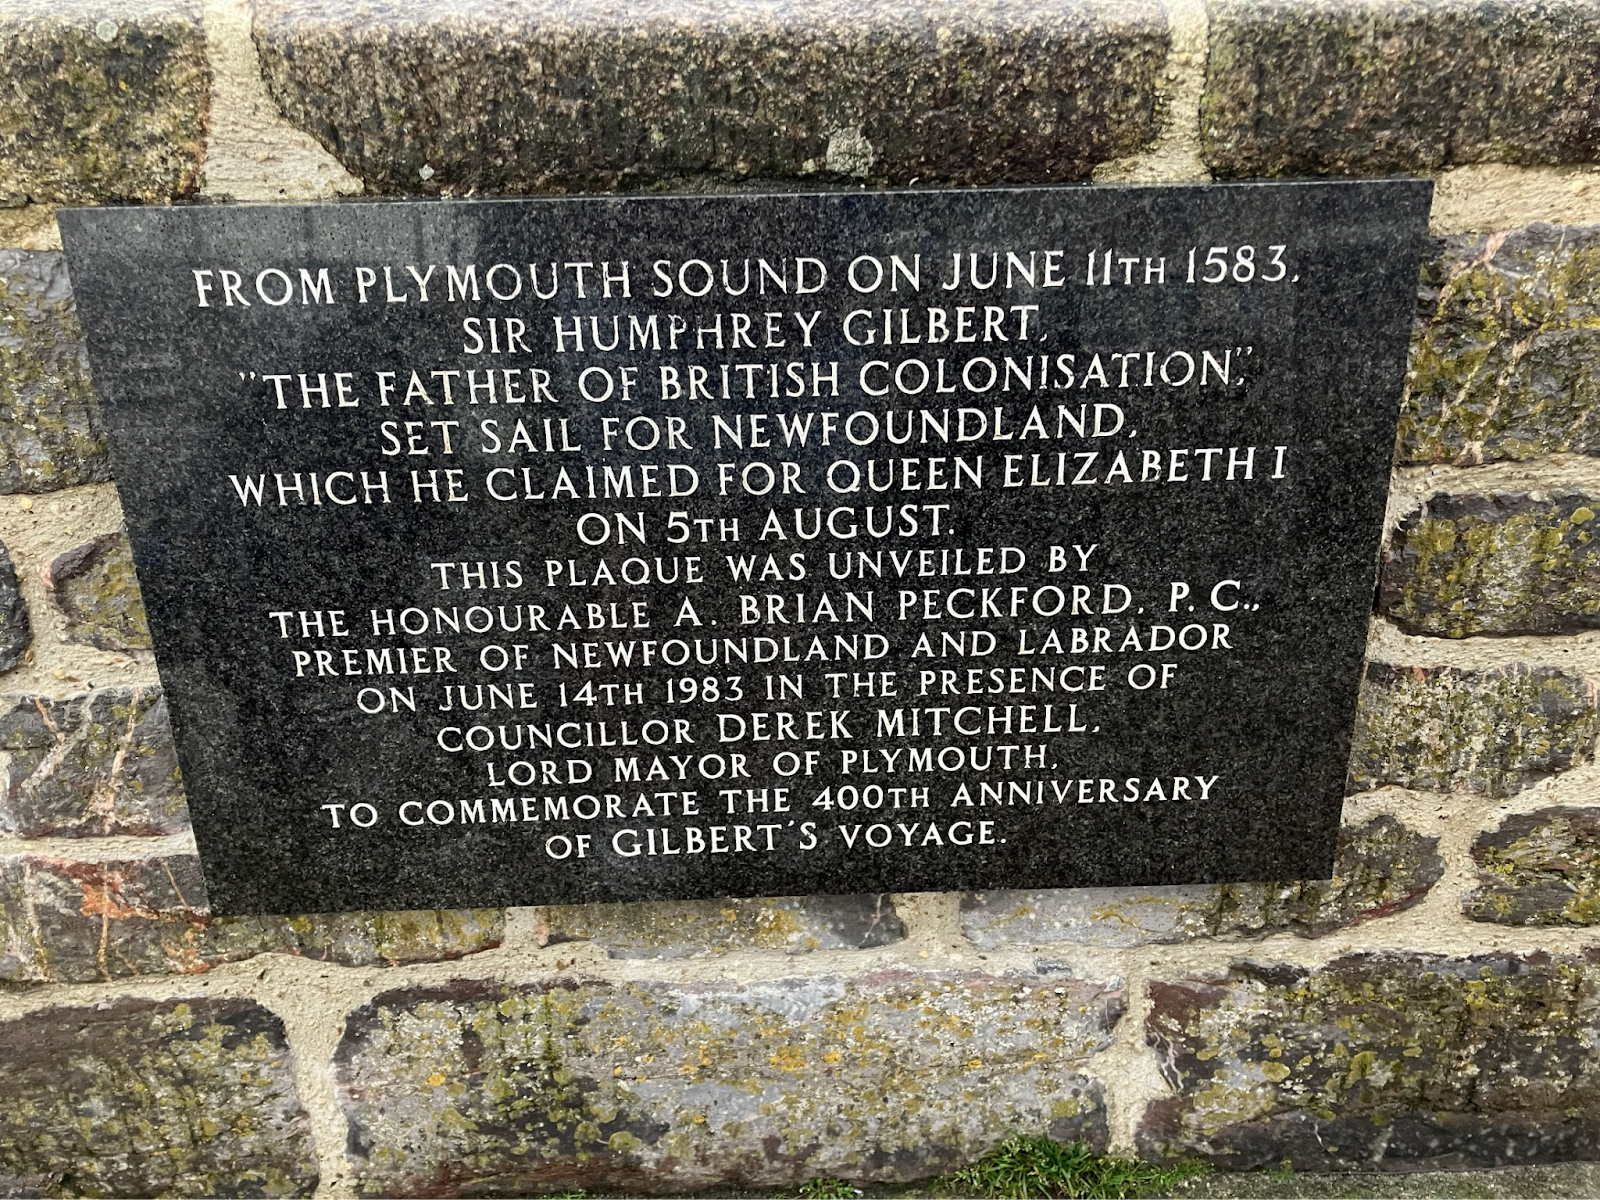 FROM PLYMOUTH SOUND ON JUNE 11TH 1583,
SIR HUMPHREY GILBERT,
"THE FATHER OF BRITISH COLONISATION,"
SET SAIL FOR NEWFOUNDLAND,
WHICH HE CLAIMED FOR QUEEN ELIZABETH I
ON 5TH AUGUST.
THIS PLAQUE WAS UNVEILED BY
THE HONOURABLE A. BRIAN PECKFORD, P. C.,
PREMIER OF NEWFOUNDLAND AND LABRADOR
ON JUNE 14TH 1983 IN THE PRESENCE OF
COUNCILLOR DEREK MITCHELL,
LORD MAYOR OF PLYMOUTH,
TO COMMEMORATE THE 400TH ANNIVERSARY
OF GILBERT'S VOYAGE.